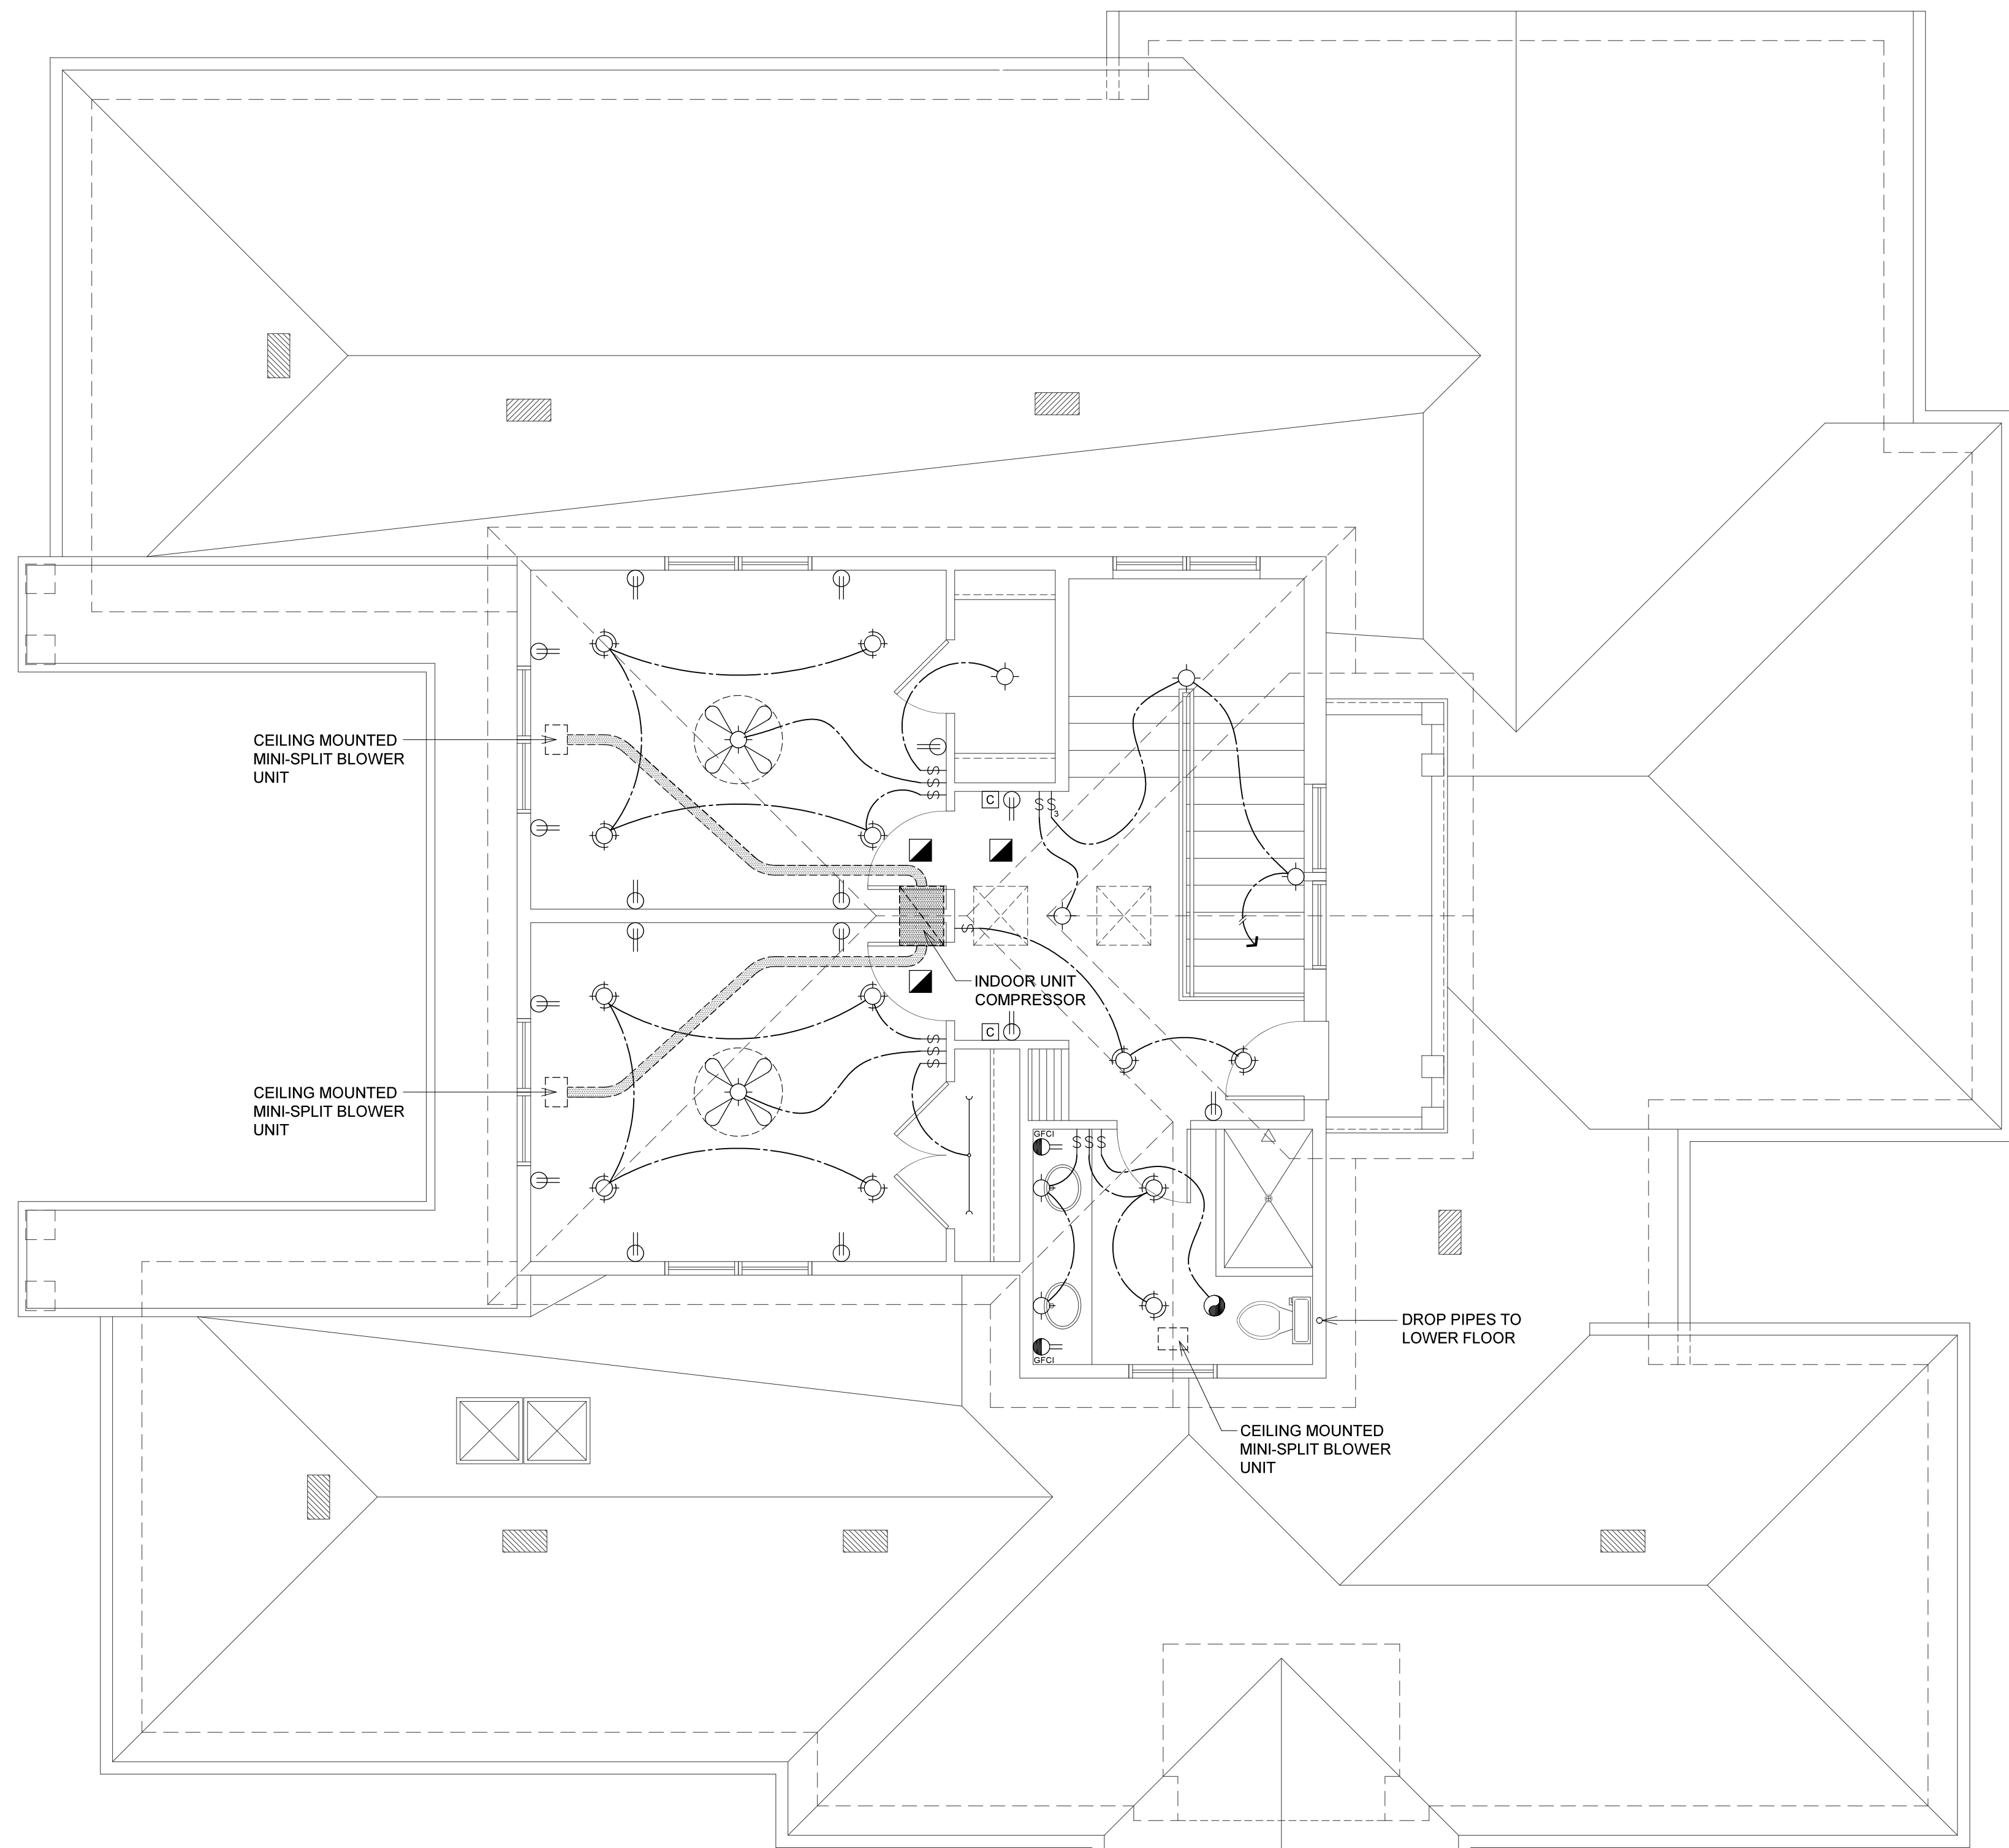 CEILING MOUNTED
MINI-SPLIT BLOWER
UNIT
S
S
S
C
S S
3
S
INDOOR UNIT
COMPRESSOR
C
S
S
S
CEILING MOUNTED
MINI-SPLIT BLOWER
UNIT
GFCI
S S S
DROP PIPES TO
LOWER FLOOR
GFCI
CEILING MOUNTED
MINI-SPLIT BLOWER
UNIT